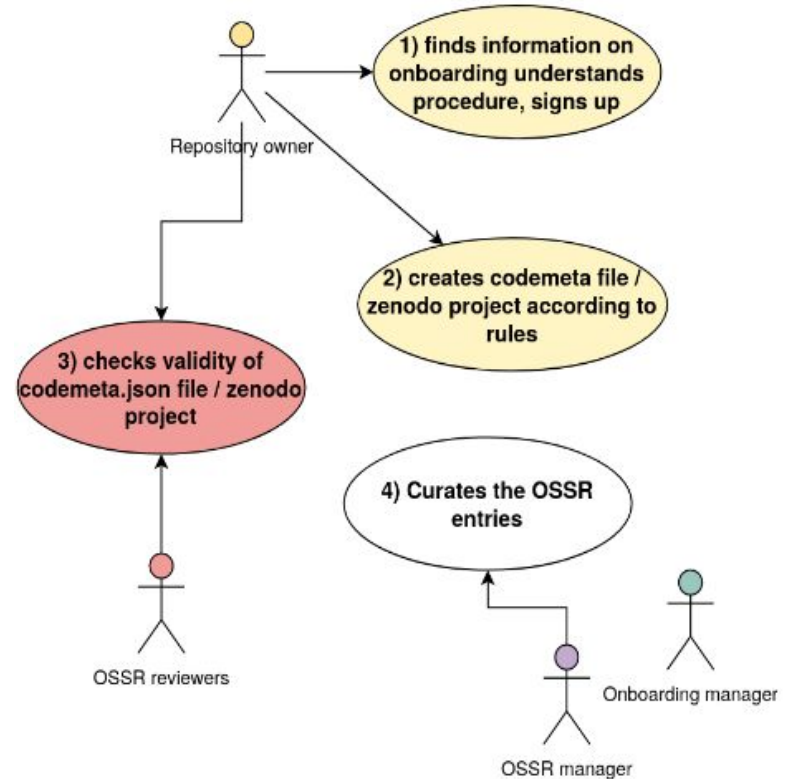 1) finds information on
onboarding understands
procedure, signs up
Repository owner
2) creates codemeta file /
zenodo project according to
rules
3) checks validity of
codemeta.json file / zenodo
project
4) Curates the OSSR
entries
OSSR reviewers
Onboarding manager
OSSR manager